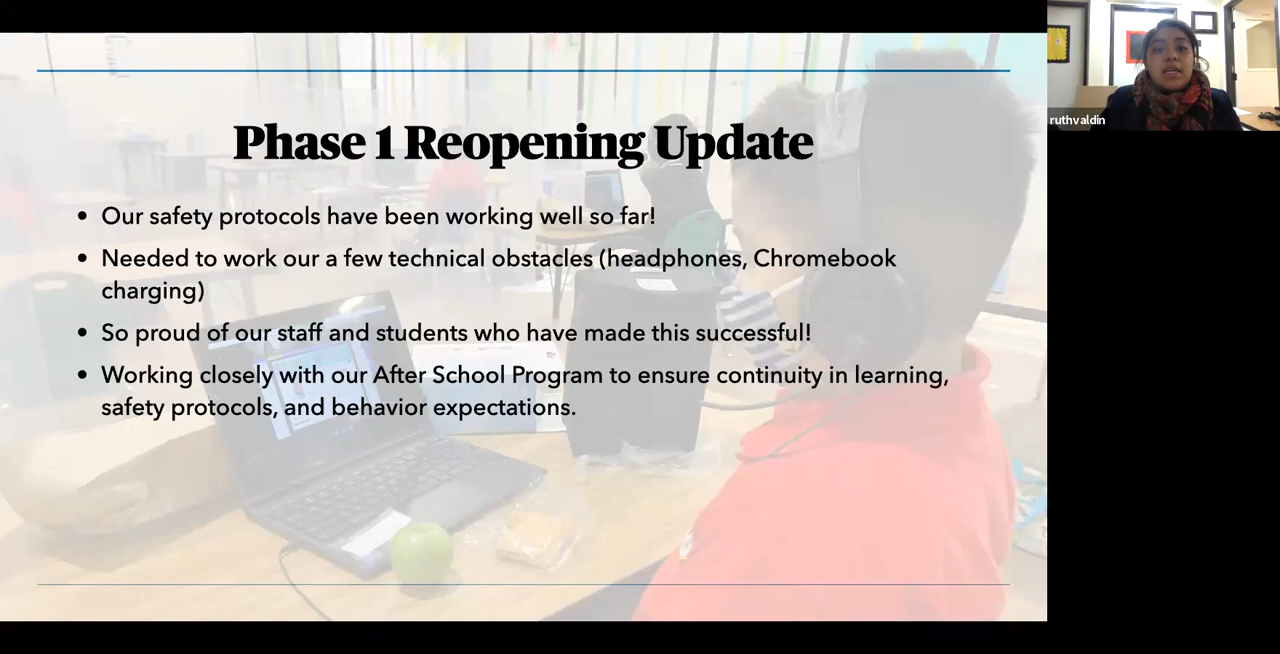 Phase 1 Reopening Update
• Our safety protocols have been working well so far!
• Needed to work our a few technical obstacles (headphones, Chromebook
charging)
• So proud of our staff and students who have made this successful!
• Working closely with our After School Program to ensure continuity in learning,
safety protocols, and behavior expectations.
ruthvaldin